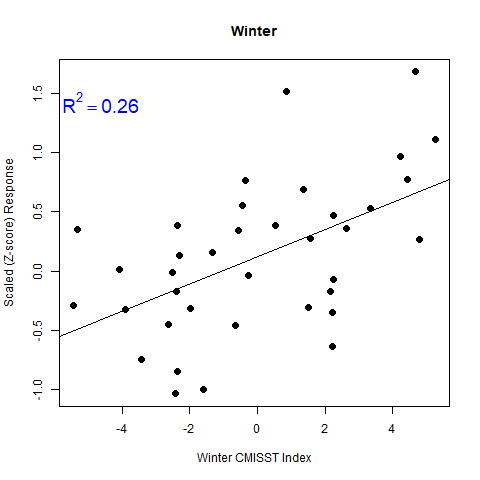 Winter
R² = 0.26
Scaled (Z-score) Response
1.5
1.0
0.5
0.0
-0.5
-1.0
-4 -2 0 2 4
Winter CMISST Index